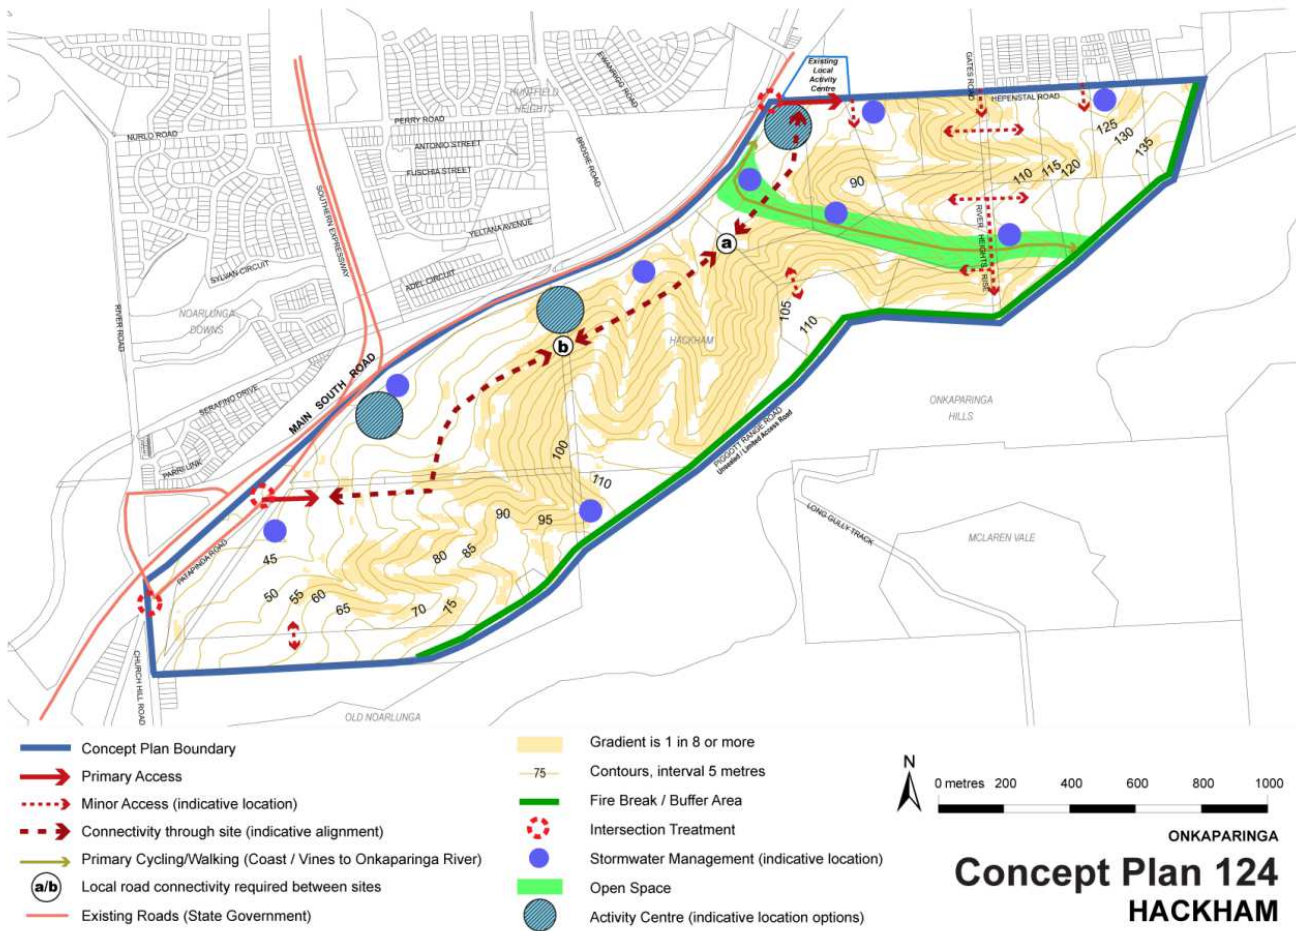 Existing
Local
Activity
Centre
GATES ROAD
HEPENSTAL ROAD
EWANRIGG ROAD
HUNTFIELD
HEIGHTS
PERRY ROAD
NURLO ROAD
ANTONIO STREET
FUSCHIA STREET
BRODIE ROAD
SOUTHERN EXPRESSWAY
YELTANA AVENUE
SYLVAN CIRCUIT
ADEL CIRCUIT
NOARLUNGA
DOWNS
RIVER ROAD
SERAFINO DRIVE
MAIN SOUTH ROAD
PARRI LINK
PATAPINDA ROAD
CHURCH HILL ROAD
OLD NOARLUNGA
HACKHAM
RIVER HEIGHTS RISE
PIGGOTT RANGE ROAD
Unsealed / Limited Access Road
ONKAPARINGA
HILLS
LONG GULLY TRACK
MCLAREN VALE
a
b
125
130
135
110
115
120
90
105
110
100
110
90
95
80
85
45
50
55
60
65
70
75
Concept Plan Boundary
Primary Access
Minor Access (indicative location)
Connectivity through site (indicative alignment)
Primary Cycling/Walking (Coast / Vines to Onkaparinga River)
a/b Local road connectivity required between sites
Existing Roads (State Government)
Gradient is 1 in 8 or more
75 Contours, interval 5 metres
Fire Break / Buffer Area
Intersection Treatment
Stormwater Management (indicative location)
Open Space
Activity Centre (indicative location options)
N
0 metres 200 400 600 800 1000
ONKAPARINGA
Concept Plan 124
HACKHAM